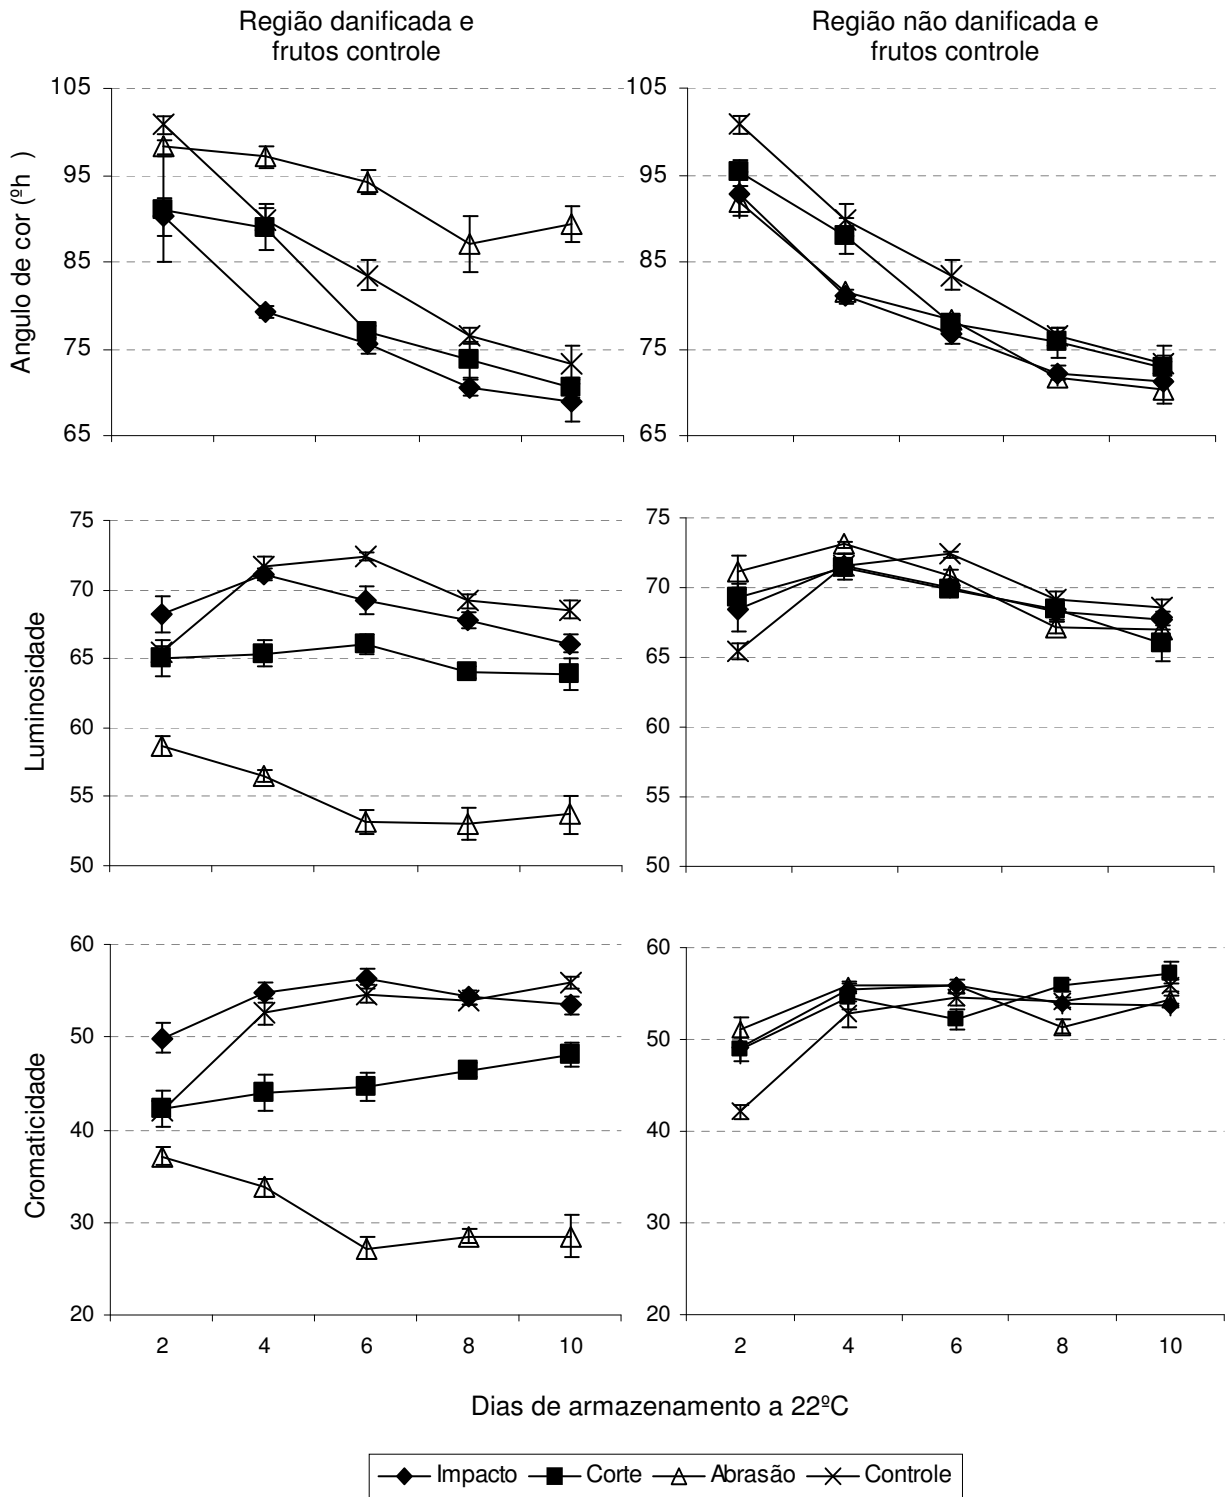 Região danificada e
frutos controle
Região não danificada e
frutos controle
Angulo de cor (ºh )
105
95
85
75
65
105
95
85
75
65
Luminosidade
75
70
65
60
55
50
75
70
65
60
55
50
Cromaticidade
60
50
40
30
20
60
50
40
30
20
2 4 6 8 10
2 4 6 8 10
Dias de armazenamento a 22ºC
Impacto Corte Abrasão Controle